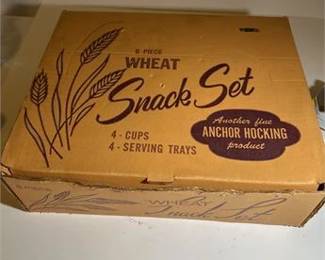 8 PIECE
WHEAT
Snack Set
4 - CUPS
4 - SERVING TRAYS
Another fine
ANCHOR HOCKING
product
WHEAT
Snack Set